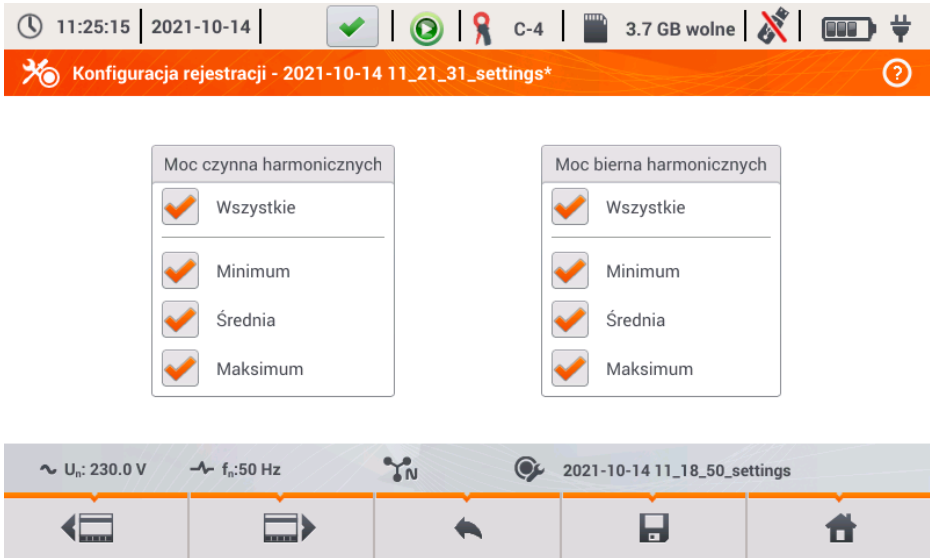 11:25:15 2021-10-14 C-4 3.7 GB wolne
Konfiguracja rejestracji - 2021-10-14 11_21_31_settings* ?
Moc czynna harmonicznych
Wszystkie
Minimum
Średnia
Maksimum
Moc bierna harmonicznych
Wszystkie
Minimum
Średnia
Maksimum
Uₙ: 230.0 V fₙ:50 Hz N 2021-10-14 11_18_50_settings